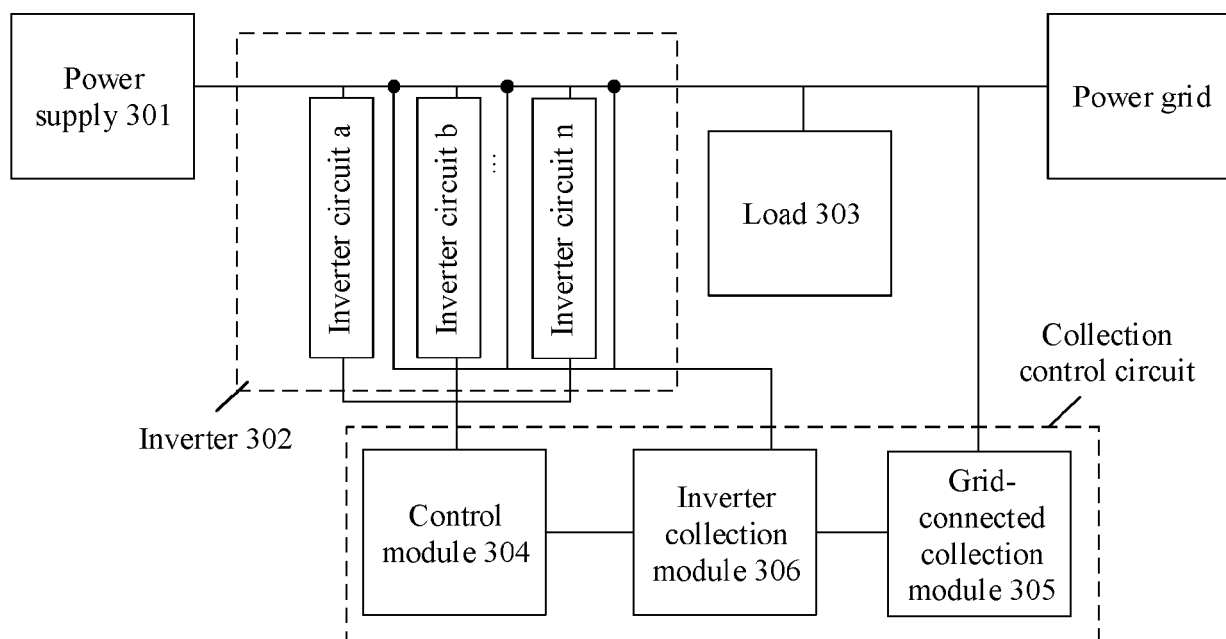 Power
supply 301
Inverter circuit a
Inverter circuit b
...
Inverter circuit n
Power grid
Load 303
Collection
control circuit
Inverter 302
Control
module 304
Inverter
collection
module 306
Grid-
connected
collection
module 305